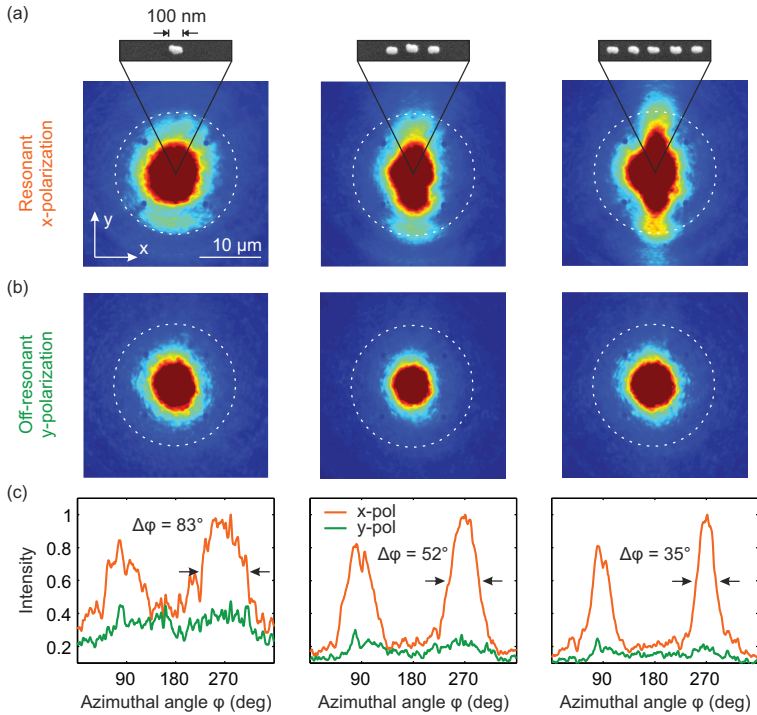 (a)
100 nm
Resonant
x-polarization
y
x
10 µm
(b)
Off-resonant
y-polarization
(c)
Intensity
1
0.8
0.6
0.4
0.2
Δφ = 83°
x-pol
y-pol
Δφ = 52°
Δφ = 35°
90 180 270
90 180 270
90 180 270
Azimuthal angle φ (deg)
Azimuthal angle φ (deg)
Azimuthal angle φ (deg)